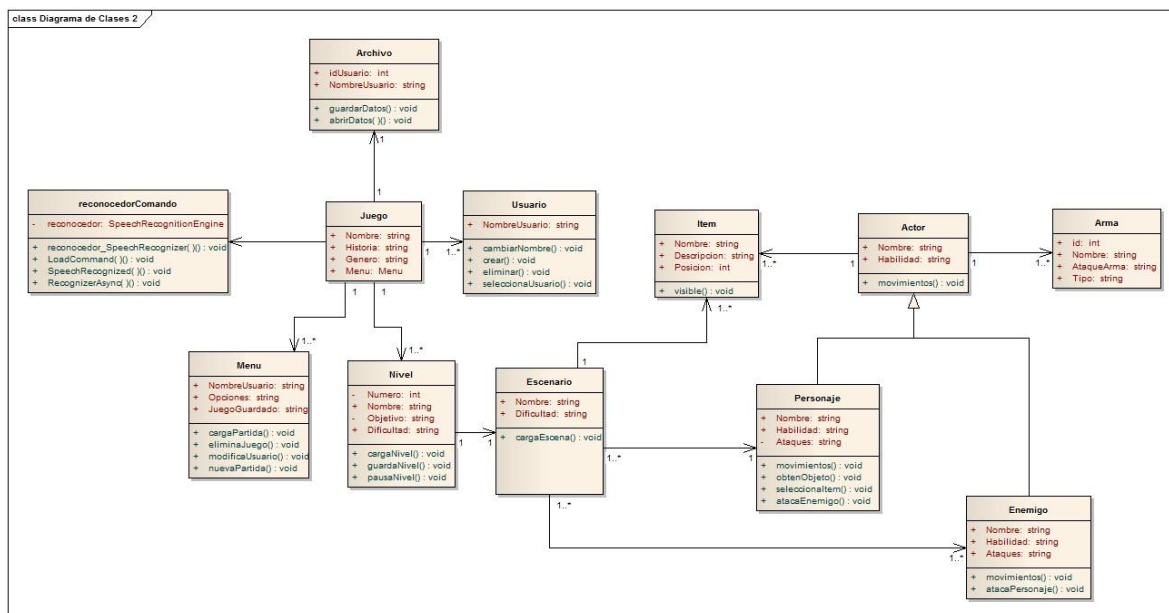 class Diagrama de Clases 2
Archivo
+ idUsuario: int
+ NombreUsuario: string
+ guardarDatos() : void
+ abrirDatos( )() : void
1
1
reconocedorComando
- reconocedor: SpeechRecognitionEngine
+ reconocedor_SpeechRecognizer( )() : void
+ LoadCommand( )() : void
+ SpeechRecognized( )() : void
+ RecognizerAsync( )() : void
Juego
+ Nombre: string
+ Historia: string
+ Genero: string
+ Menu: Menu
1
1..*
Usuario
+ NombreUsuario: string
+ cambiarNombre() : void
+ crear() : void
+ eliminar() : void
+ seleccionaUsuario() : void
Item
+ Nombre: string
+ Descripcion: string
+ Posicion: int
+ visible() : void
1..*
1
Actor
+ Nombre: string
+ Habilidad: string
+ movimientos() : void
1
1..*
Arma
+ id: int
+ Nombre: string
+ AtaqueArma: string
+ Tipo: string
1
1
1..*
1..*
1..*
1
Menu
+ NombreUsuario: string
+ Opciones: string
+ JuegoGuardado: string
+ cargaPartida() : void
+ eliminaJuego() : void
+ modificaUsuario() : void
+ nuevaPartida() : void
Nivel
- Numero: int
+ Nombre: string
- Objetivo: string
+ Dificultad: string
+ cargaNivel() : void
+ guardaNivel() : void
+ pausaNivel() : void
1
1
Escenario
+ Nombre: string
+ Dificultad: string
+ cargaEscena() : void
1..*
1
Personaje
+ Nombre: string
+ Habilidad: string
- Ataques: string
+ movimientos() : void
+ obtenObjeto() : void
+ seleccionaItem() : void
+ atacaEnemigo() : void
1..*
1..*
Enemigo
+ Nombre: string
+ Habilidad: string
+ Ataques: string
+ movimientos() : void
+ atacaPersonaje() : void